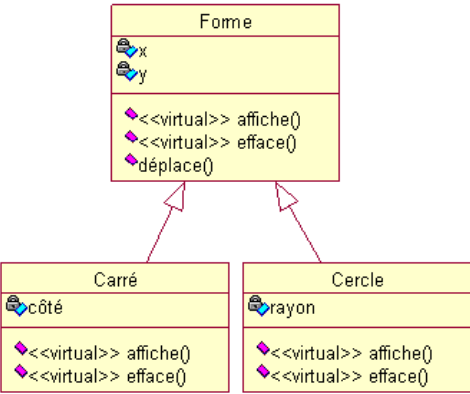 Forme
x
y
<<virtual>> affiche()
<<virtual>> efface()
déplace()
Carré
côté
<<virtual>> affiche()
<<virtual>> efface()
Cercle
rayon
<<virtual>> affiche()
<<virtual>> efface()